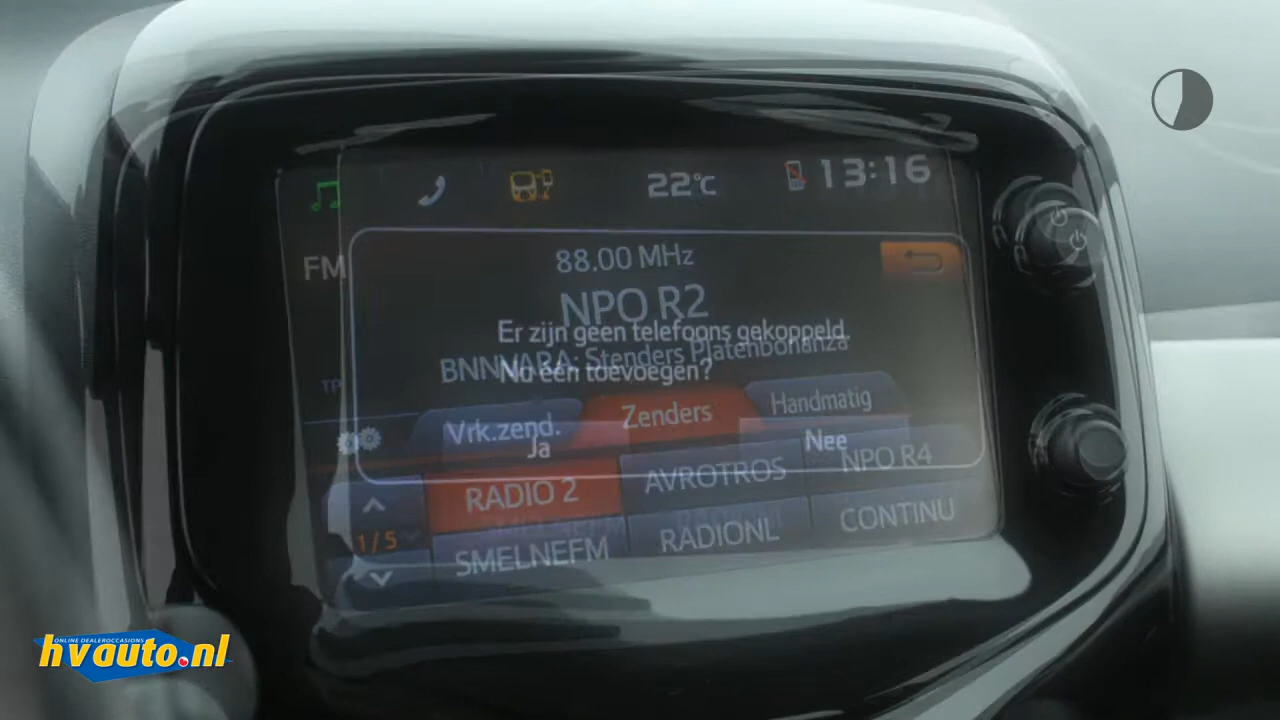 22°C
13:16
FM
88.00 MHz
NPO R2
Er zijn geen telefoons gekoppeld.
BNNVARA: Stenders Platenbonanza
Nu een toevoegen?
TP
Vrk.zend.
Zenders
Handmatig
Ja
Nee
RADIO 2
AVROTROS
NPO R4
1/5
SMELNEFM
RADIONL
CONTINU
ONLINE DEALEROCCASIONS
hvauto.nl